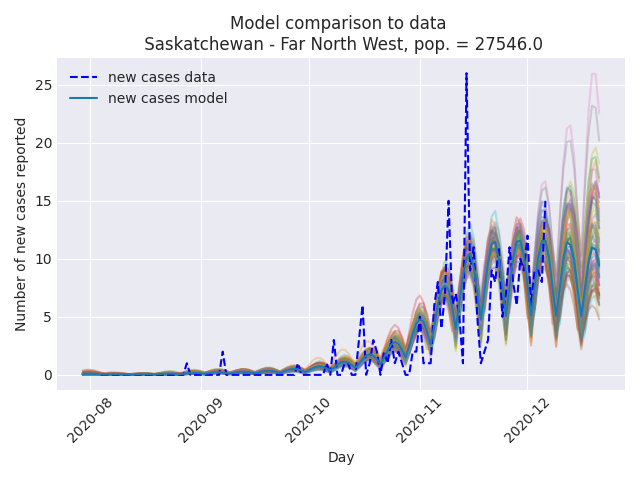 Model comparison to data
Saskatchewan - Far North West, pop. = 27546.0
new cases data
new cases model
Number of new cases reported
25
20
15
10
5
0
2020-08
2020-09
2020-10
2020-11
2020-12
Day